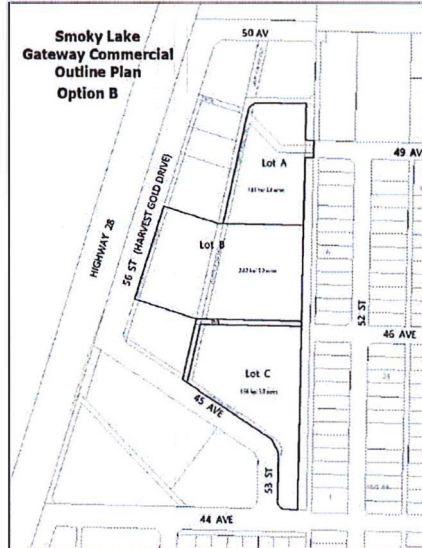 Smoky Lake
Gateway Commercial
Outline Plan
Option B
50 AV
49 AV
Lot A
HIGHWAY 28
56 ST (HARVEST GOLD DRIVE)
Lot B
52 ST
46 AVE
Lot C
45 AVE
53 ST
44 AVE